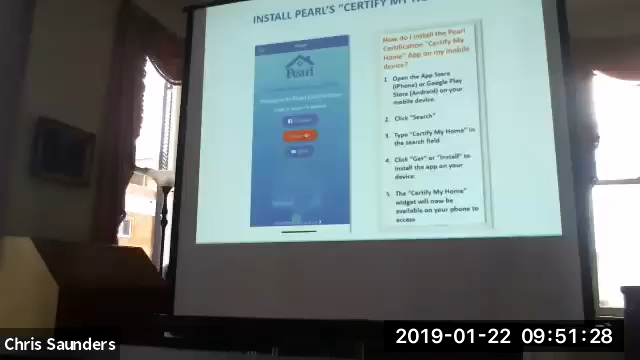 INSTALL PEARL'S "CERTIFY MY
How do I install the Pearl
Certification "Certify My
Home" App on my mobile
device?
1. Open the App Store
(iPhone) or Google Play
Store (Android) on your
mobile device.
2. Click "Search"
3. Type "Certify My Home" in
the search field
4. Click "Get" or "Install" to
install the app on your
device.
5. The "Certify My Home"
widget will now be
available on your phone to
access
Pearl
Chris Saunders
2019-01-22 09:51:28